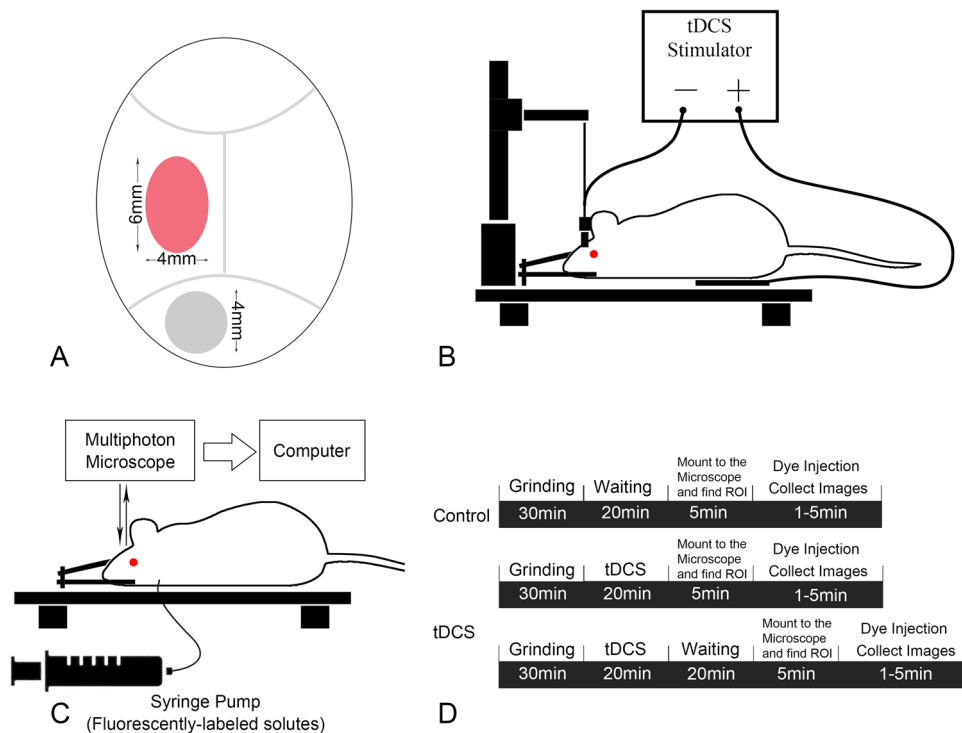 6mm
4mm
4mm
A
tDCS
Stimulator
− +
B
Multiphoton
Microscope
Computer
Syringe Pump
(Fluorescently-labeled solutes)
C
Control
Grinding Waiting Mount to the
Microscope
and find ROI Dye Injection
Collect Images
30min 20min 5min 1-5min
tDCS
Grinding tDCS Mount to the
Microscope
and find ROI Dye Injection
Collect Images
30min 20min 5min 1-5min
Grinding tDCS Waiting Mount to the
Microscope
and find ROI Dye Injection
Collect Images
30min 20min 20min 5min 1-5min
D